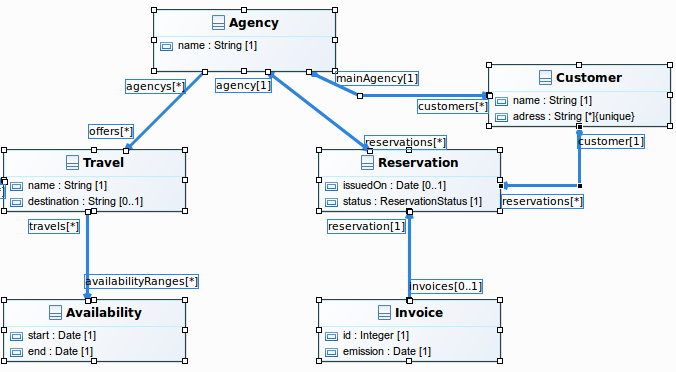 Agency
name : String [1]
agencys[*]
agency[1]
mainAgency[1]
customers[*]
Customer
name : String [1]
adress : String [*]{unique}
offers[*]
reservations[*]
customer[1]
Travel
name : String [1]
destination : String [0..1]
Reservation
issuedOn : Date [0..1]
status : ReservationStatus [1]
reservations[*]
travels[*]
reservation[1]
availabilityRanges[*]
invoices[0..1]
Availability
start : Date [1]
end : Date [1]
Invoice
id : Integer [1]
emission : Date [1]